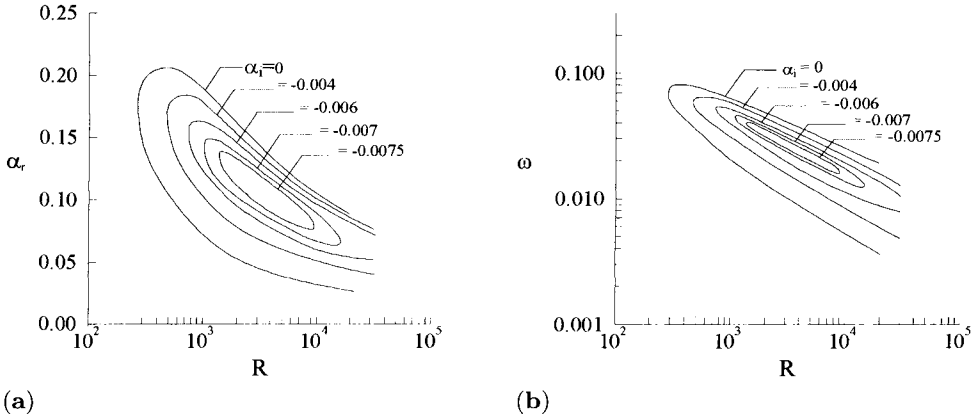 0.25
0.20
0.15
0.10
0.05
0.00
αᵣ
αᵢ=0
= -0.004
= -0.006
= -0.007
= -0.0075
10² 10³ 10⁴ 10⁵
R
(a)
0.100
0.010
0.001
ω
αᵢ = 0
= -0.004
= -0.006
= -0.007
= -0.0075
10² 10³ 10⁴ 10⁵
R
(b)